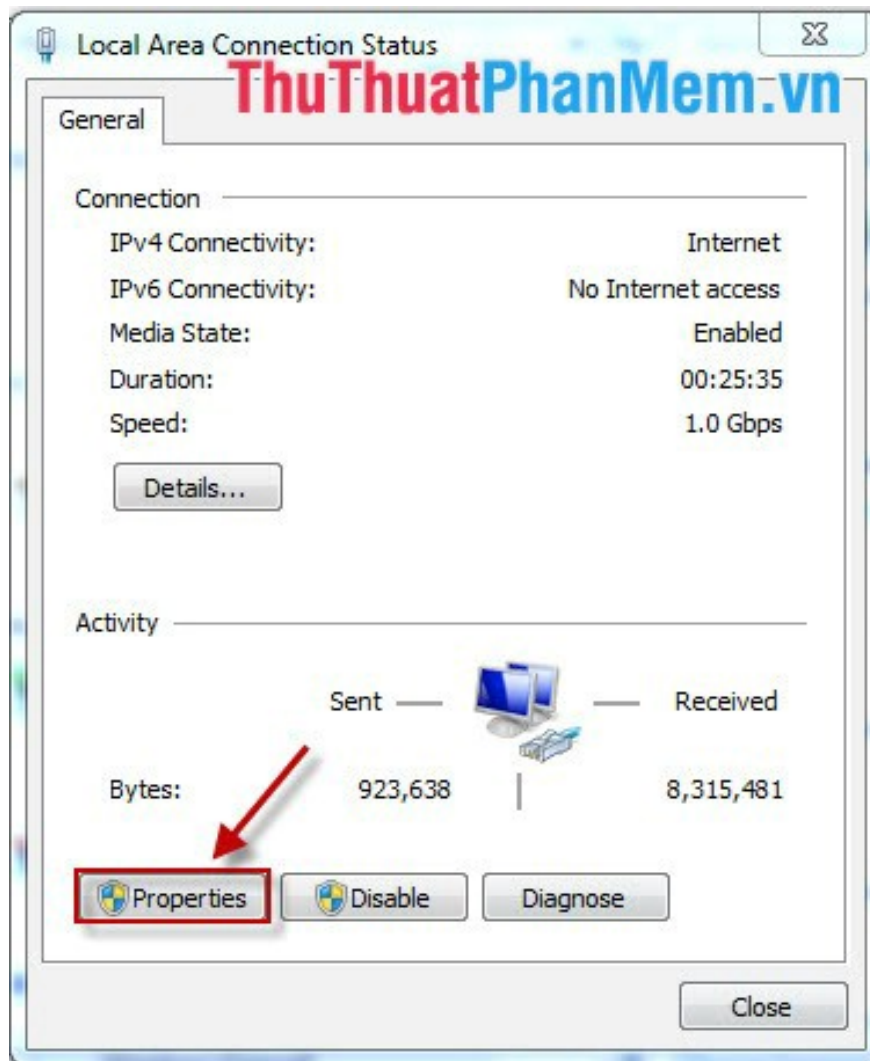 Local Area Connection Status
ThuThuatPhanMem.vn
General
Connection
IPv4 Connectivity: Internet
IPv6 Connectivity: No Internet access
Media State: Enabled
Duration: 00:25:35
Speed: 1.0 Gbps
Details...
Activity
Sent Received
Bytes: 923,638 8,315,481
Properties Disable Diagnose
Close